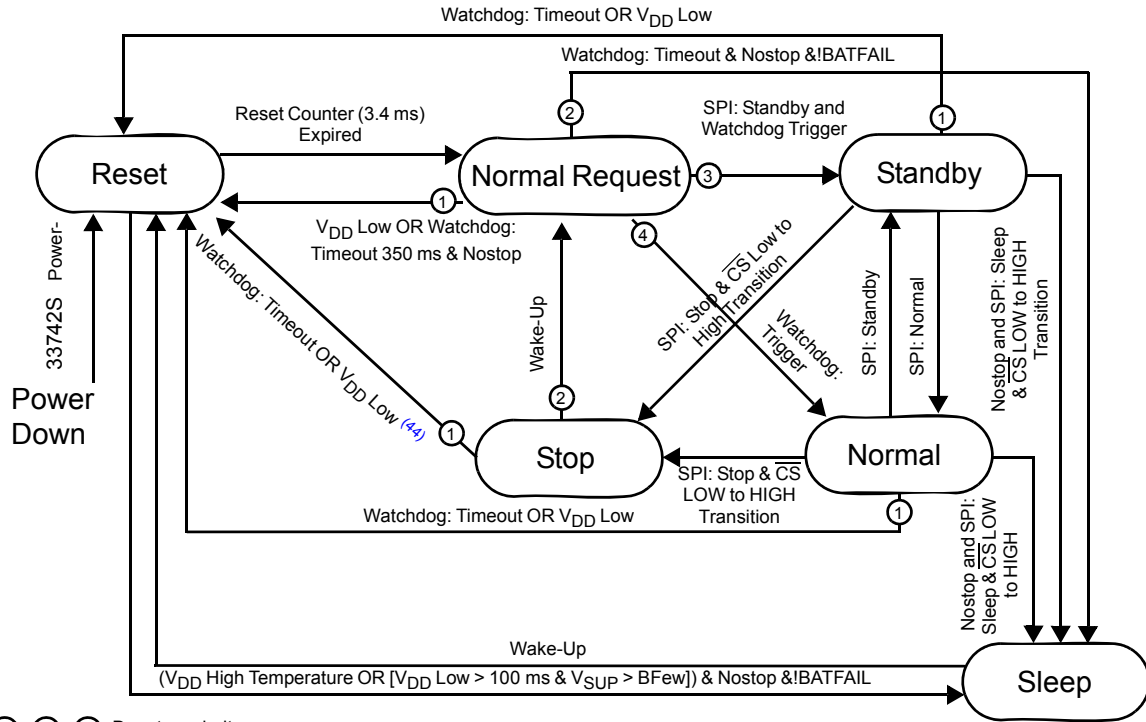 Watchdog: Timeout OR VDD Low
Watchdog: Timeout & Nostop &!BATFAIL
Reset Counter (3.4 ms)
Expired
2
SPI: Standby and
Watchdog Trigger
1
Reset
Normal Request
3
Standby
1
VDD Low OR Watchdog:
Timeout 350 ms & Nostop
4
33742S Power-
Power
Down
Watchdog: Timeout OR VDD Low (44)
1
Wake-Up
2
SPI: Stop & CS Low to
High Transition
Watchdog:
Trigger
SPI: Standby
SPI: Normal
Nostop and SPI: Sleep
& CS LOW to HIGH
Transition
Stop
Normal
SPI: Stop & CS
LOW to HIGH
Transition
1
Watchdog: Timeout OR VDD Low
Nostop and SPI:
Sleep & CS LOW
to HIGH
Wake-Up
(VDD High Temperature OR [VDD Low > 100 ms & VSUP > BFew]) & Nostop &!BATFAIL
Sleep